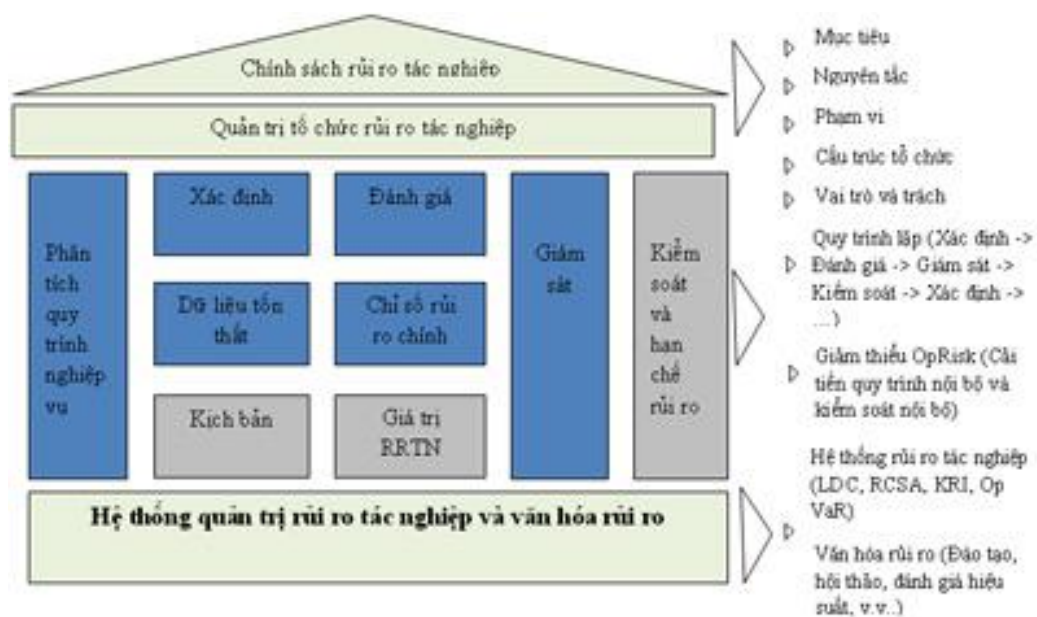 Chính sách rủi ro tác nghiệp
Quản trị tổ chức rủi ro tác nghiệp
Phân
tích
quy
trình
nghiệp
vu
Xác định
Đánh giá
Dữ liệu tổn
thất
Chỉ số rủi
ro chính
Kịch bản
Giá trị
RRTN
Giám
sát
Kiểm
soát
và
hạn
chế
rủi ro
Hệ thống quản trị rủi ro tác nghiệp và văn hóa rủi ro
Mục tiêu
Nguyên tắc
Phạm vi
Cấu trúc tổ chức
Vai trò và trách
Quy trình lặp (Xác định ->
Đánh giá -> Giám sát ->
Kiểm soát -> Xác định ->
...)
Giảm thiểu OpRisk (Cải
tiến quy trình nội bộ và
kiểm soát nội bộ)
Hệ thống rủi ro tác nghiệp
(LDC, RCSA, KRI, Op
VaR)
Văn hóa rủi ro (Đào tạo,
hội thảo, đánh giá hiệu
suất, v.v..)